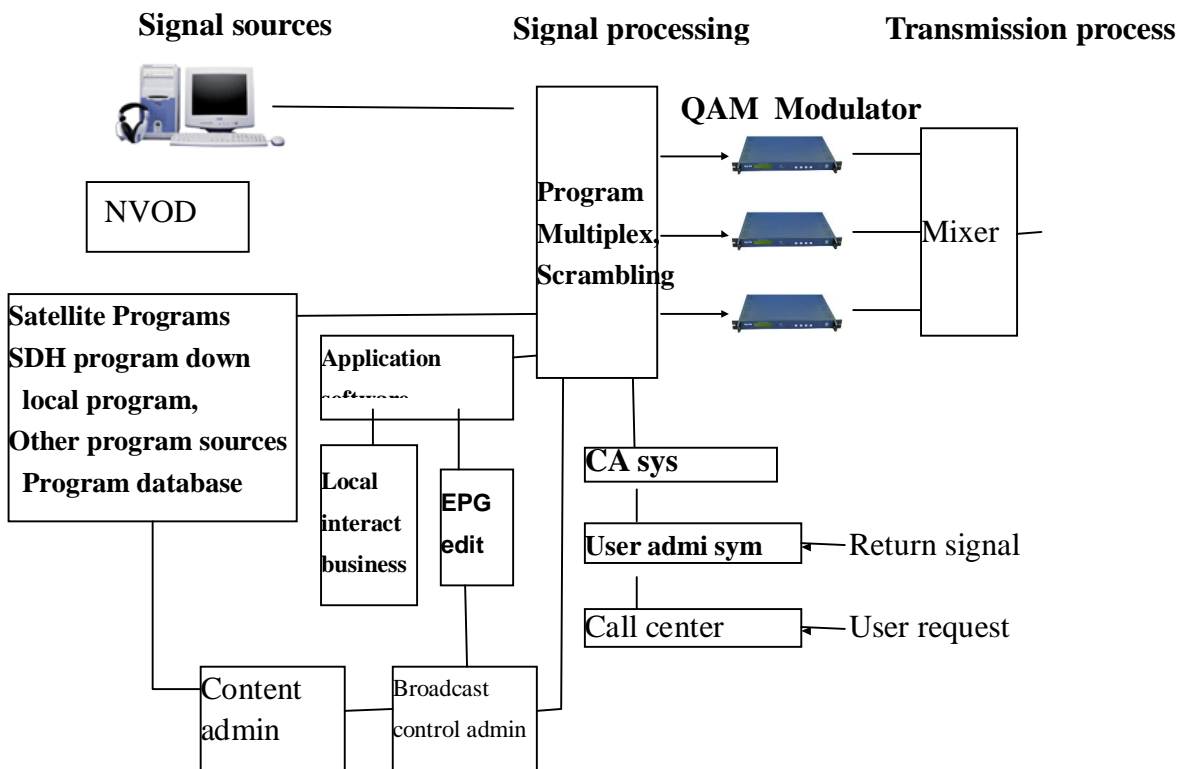 Signal sources
Signal processing
Transmission process
QAM Modulator
NVOD
Program
Multiplex,
Scrambling
Mixer
Satellite Programs
SDH program down
local program,
Other program sources
Program database
Application
software
Local
interact
business
EPG
edit
CA sys
User admi sym
Return signal
Call center
User request
Content
admin
Broadcast
control admin